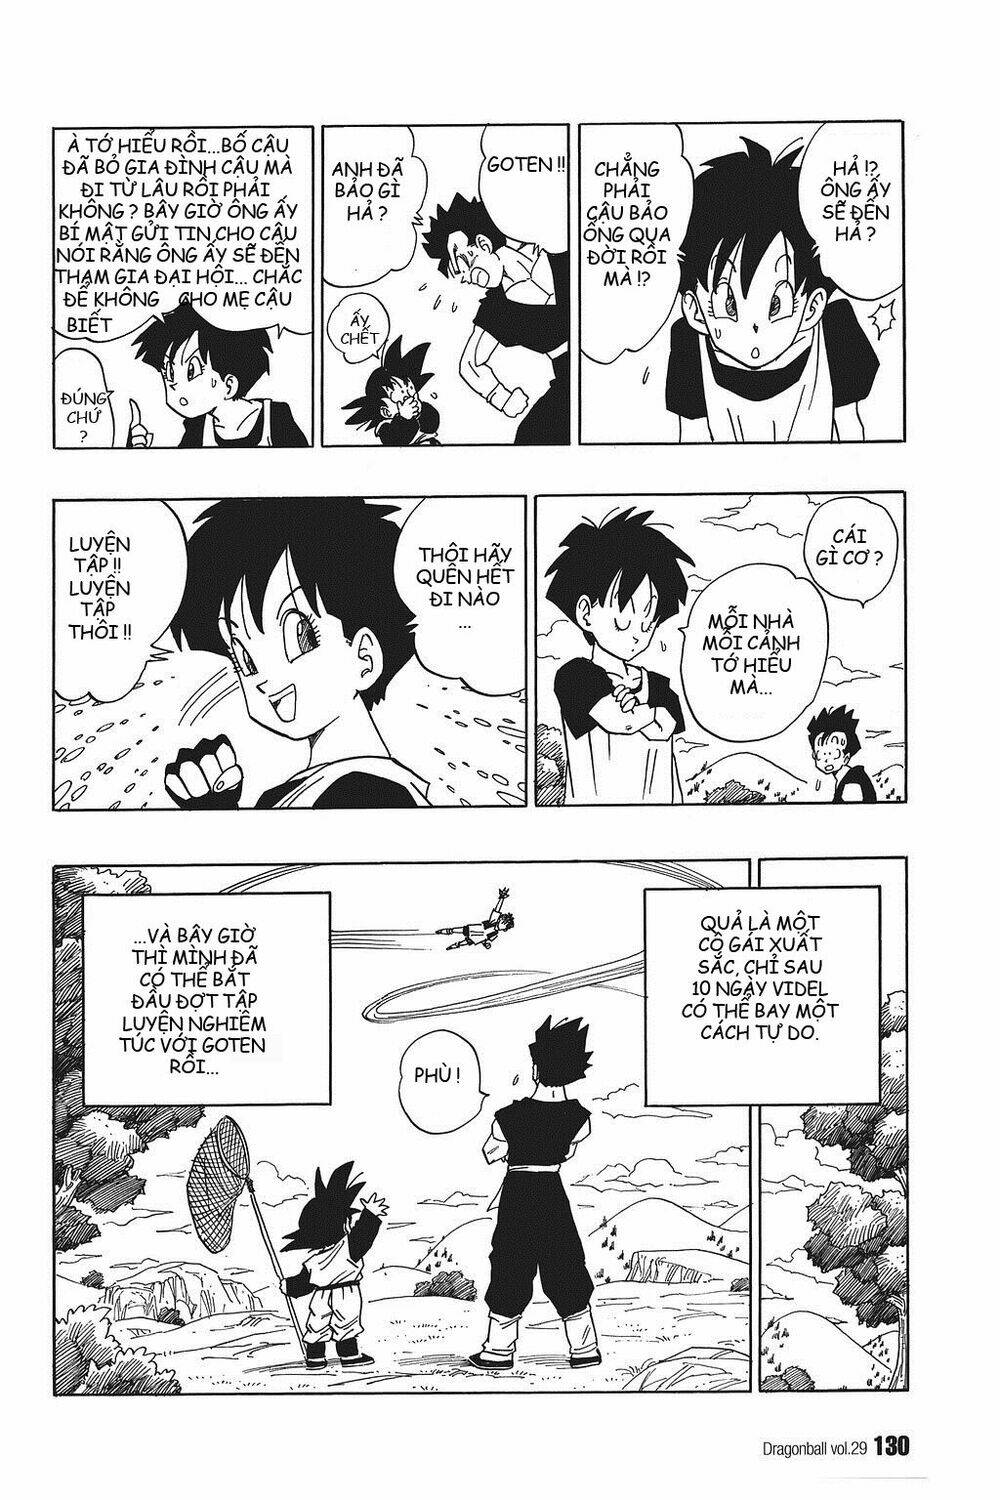 HẢ !?
ÔNG ẤY
SẼ ĐẾN
HẢ ?
CHẲNG
PHẢI
CẬU BẢO
ỐNG QUA
ĐỜI RỒI
MÀ !?
GOTEN !!
ANH ĐÃ
BẢO GÌ
HẢ ?
ẤY
CHẾT
À TỚ HIỂU RỒI...BỐ CẬU
ĐÃ BỎ GIA ĐÌNH CẬU MÀ
ĐI TỪ LÂU RỒI PHẢI
KHÔNG ? BÂY GIỜ ÔNG ẤY
BÍ MẬT GỬI TIN CHO CẬU
NÓI RẰNG ÔNG ẤY SẼ ĐẾN
THAM GIA ĐẠI HỘI... CHẮC
ĐỂ KHÔNG CHO MẸ CẬU
BIẾT
ĐÚNG
CHỨ
?
CÁI
GÌ CƠ ?
MỖI NHÀ
MỖI CẢNH
TỚ HIỂU
MÀ...
THÔI HÃY
QUÊN HẾT
ĐI NÀO
...
LUYỆN
TẬP !!
LUYỆN
TẬP
THÔI !!
QUẢ LÀ MỘT
CÔ GÁI XUẤT
SẮC, CHỈ SAU
10 NGÀY VIDEL
CÓ THỂ BAY MỘT
CÁCH TỰ DO.
...VÀ BÂY GIỜ
THÌ MÌNH ĐÃ
CÓ THỂ BẮT
ĐẦU ĐỢT TẬP
LUYỆN NGHIÊM
TÚC VỚI GOTEN
RỒI...
PHÙ !
Dragonball vol.29 130